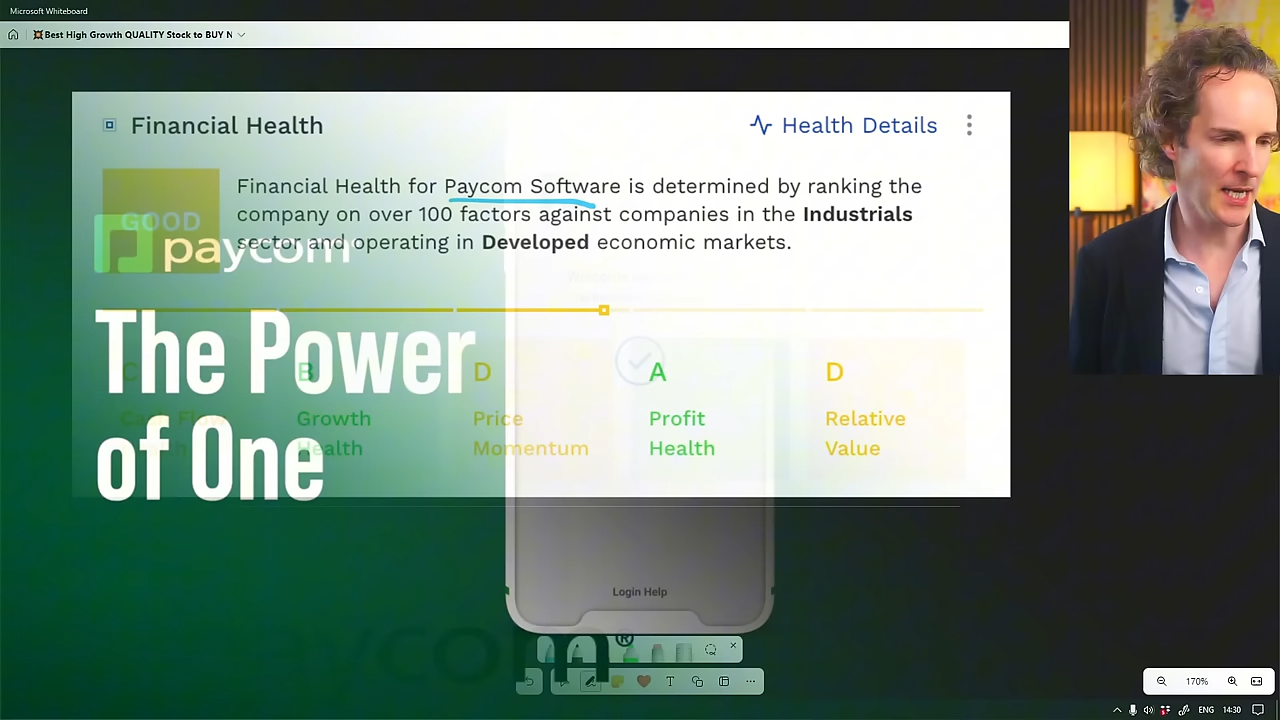 Microsoft Whiteboard
💥Best High Growth QUALITY Stock to BUY N
Financial Health
Health Details
GOOD
Financial Health for Paycom Software is determined by ranking the
company on over 100 factors against companies in the Industrials
sector and operating in Developed economic markets.
paycom
The Power
of One
C
B
D
A
D
Cash Flow
Growth
Health
Price
Momentum
Profit
Health
Relative
Value
Login Help
paycom®
170%
ENG
14:30